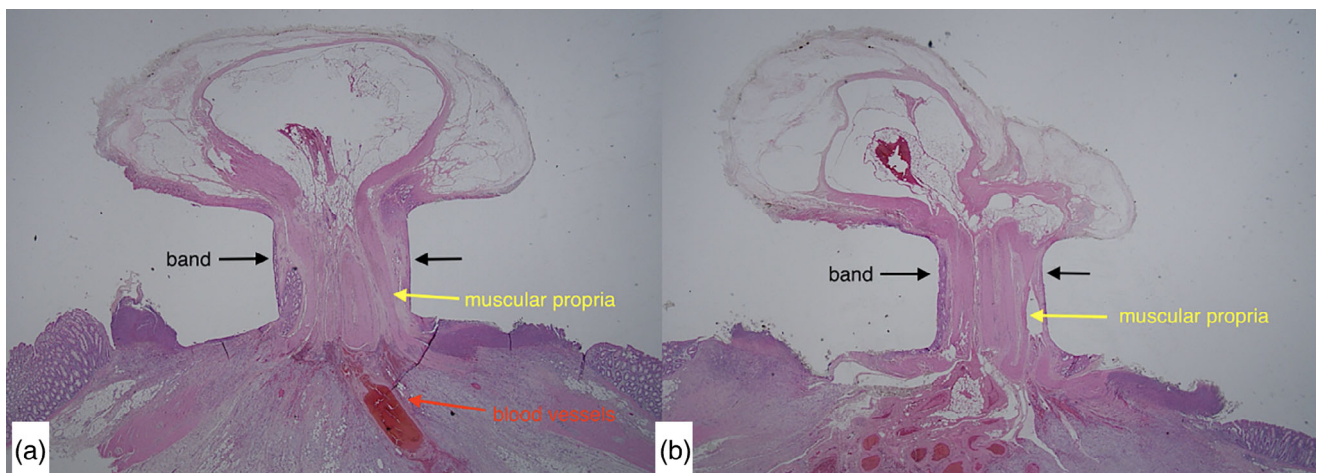 band
muscular propria
blood vessels
(a)
band
muscular propria
(b)